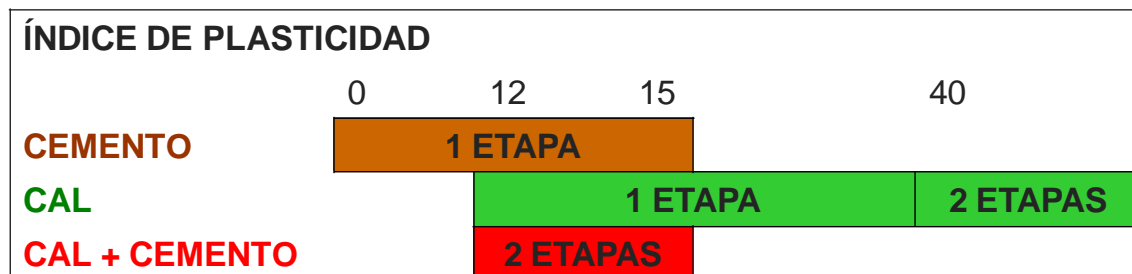 ÍNDICE DE PLASTICIDAD
0 12 15 40
CEMENTO 1 ETAPA
CAL 1 ETAPA 2 ETAPAS
CAL + CEMENTO 2 ETAPAS